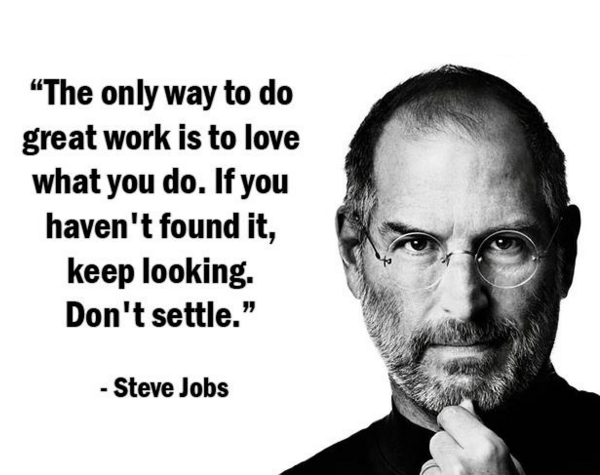 “The only way to do
great work is to love
what you do. If you
haven't found it,
keep looking.
Don't settle.”
- Steve Jobs